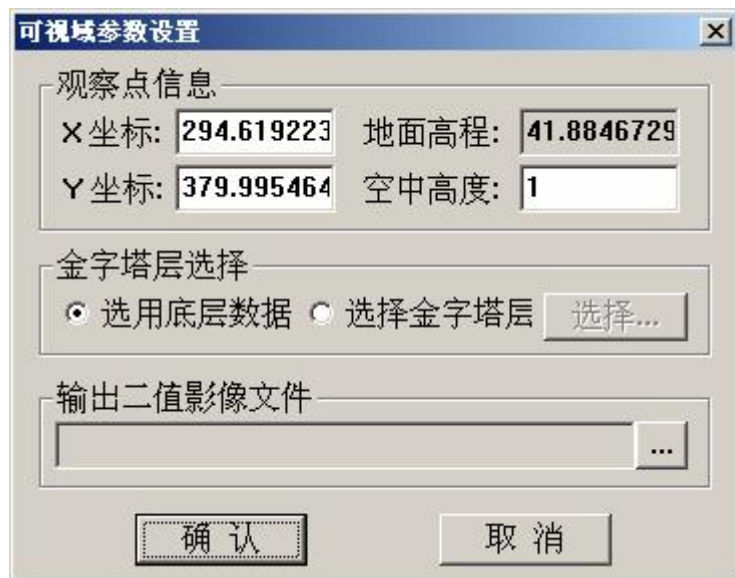 可视域参数设置
观察点信息
X坐标: 294.619223 地面高程: 41.8846729
Y坐标: 379.995464 空中高度: 1
金字塔层选择
选用底层数据 选择金字塔层 选择...
输出二值影像文件
...
确 认 取 消